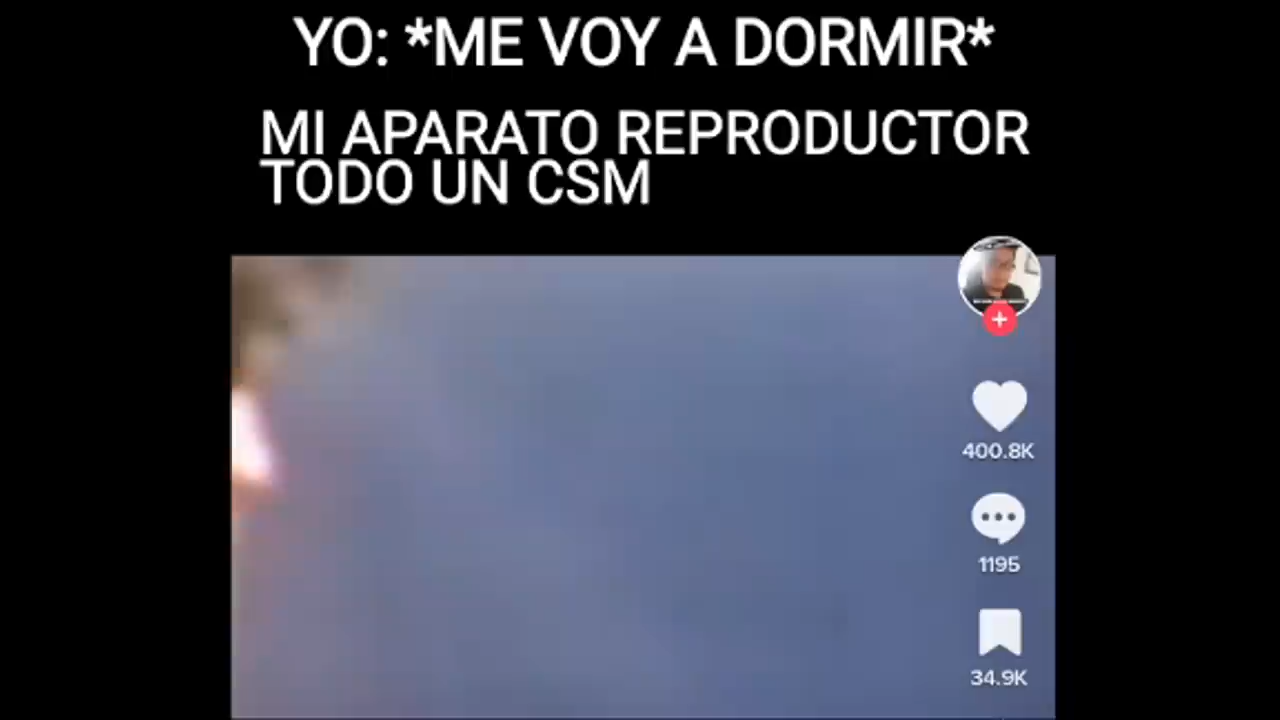 YO: *ME VOY A DORMIR*
MI APARATO REPRODUCTOR
TODO UN CSM
400.8K
1195
34.9K